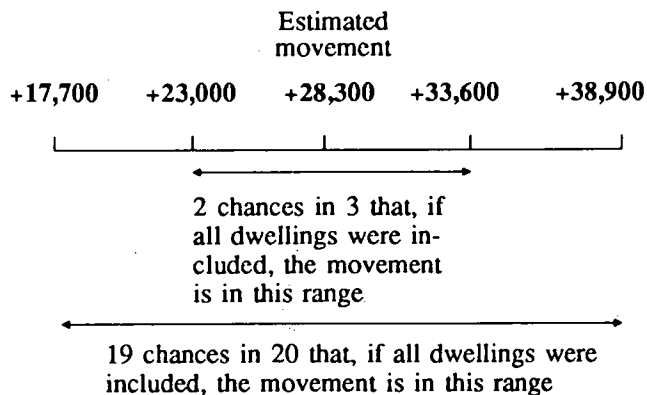 Estimated
movement
+17,700 +23,000 +28,300 +33,600 +38,900
2 chances in 3 that, if
all dwellings were in-
cluded, the movement
is in this range
19 chances in 20 that, if all dwellings were
included, the movement is in this range